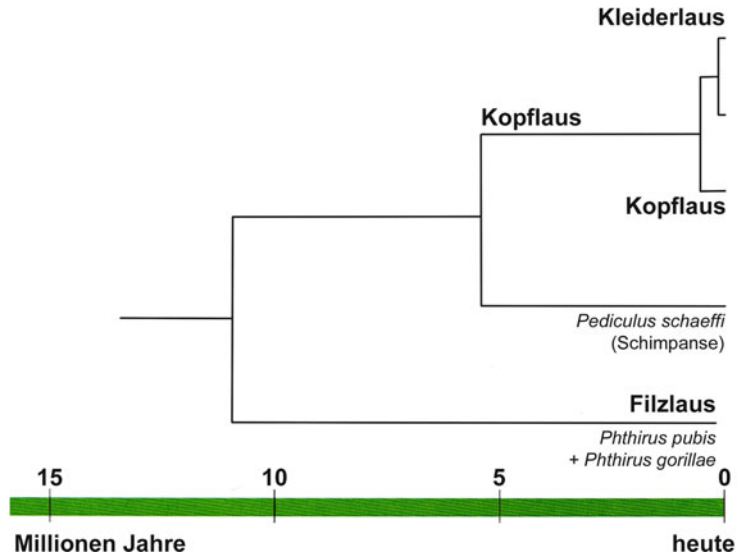 Kleiderlaus
Kopflaus
Kopflaus
Pediculus schaeffi
(Schimpanse)
Filzlaus
Phthirus pubis
+ Phthirus gorillae
15 10 5 0
Millionen Jahre heute